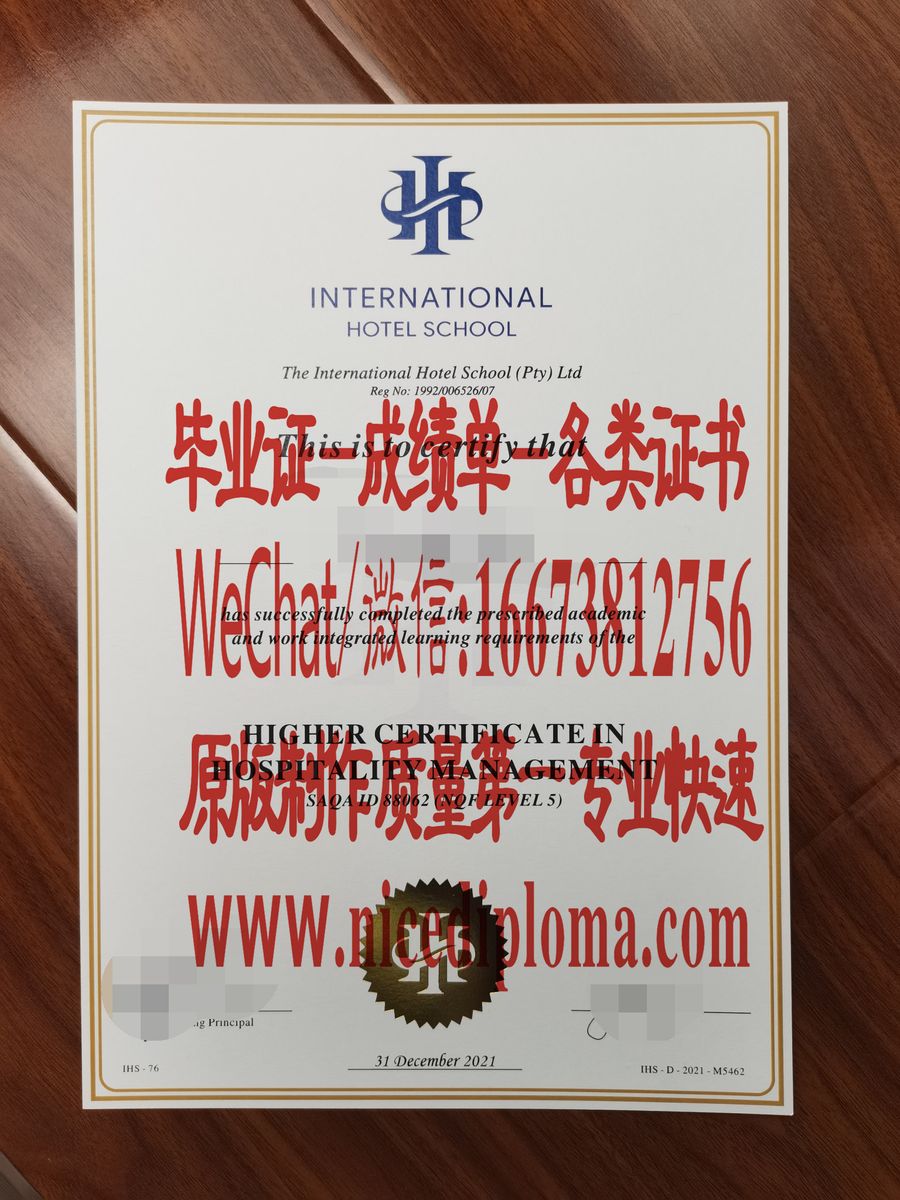 INTERNATIONAL
HOTEL SCHOOL
The International Hotel School (Pty) Ltd
Reg No: 1992/006526/07
毕业证一成绩单一各类证书
This is to certify that
WeChat/微信:16673812756
has successfully completed the prescribed academic
and work integrated learning requirements of the
HIGHER CERTIFICATE IN
原版制作质量第一专业快速
HOSPITALITY MANAGEMENT
SAQA ID 88062 (NQF LEVEL 5)
www.nicediploma.com
Principal
31 December 2021
IHS - 76
IHS - D - 2021 - M5462